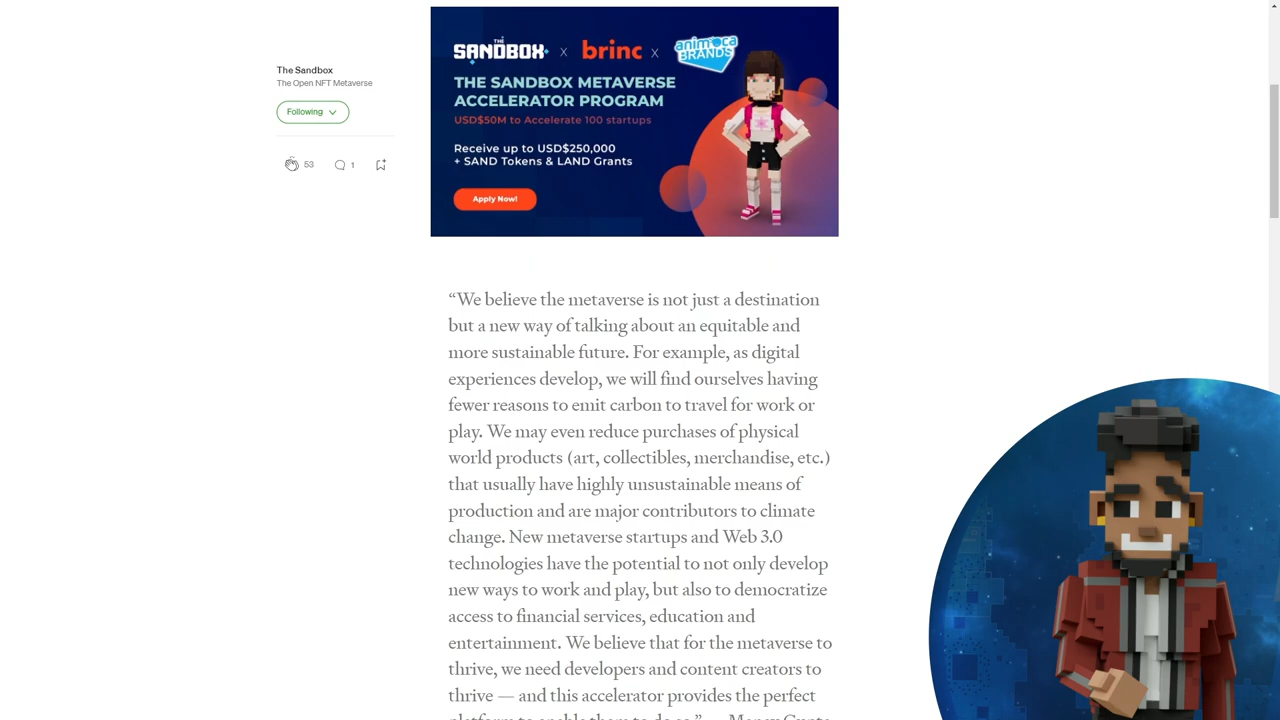 The Sandbox
The Open NFT Metaverse
Following
53
1
THE SANDBOX x brinc x animoca BRANDS
THE SANDBOX METAVERSE
ACCELERATOR PROGRAM
USD$50M to Accelerate 100 startups
Receive up to USD$250,000
+ SAND Tokens & LAND Grants
Apply Now!
“We believe the metaverse is not just a destination
but a new way of talking about an equitable and
more sustainable future. For example, as digital
experiences develop, we will find ourselves having
fewer reasons to emit carbon to travel for work or
play. We may even reduce purchases of physical
world products (art, collectibles, merchandise, etc.)
that usually have highly unsustainable means of
production and are major contributors to climate
change. New metaverse startups and Web 3.0
technologies have the potential to not only develop
new ways to work and play, but also to democratize
access to financial services, education and
entertainment. We believe that for the metaverse to
thrive, we need developers and content creators to
thrive — and this accelerator provides the perfect